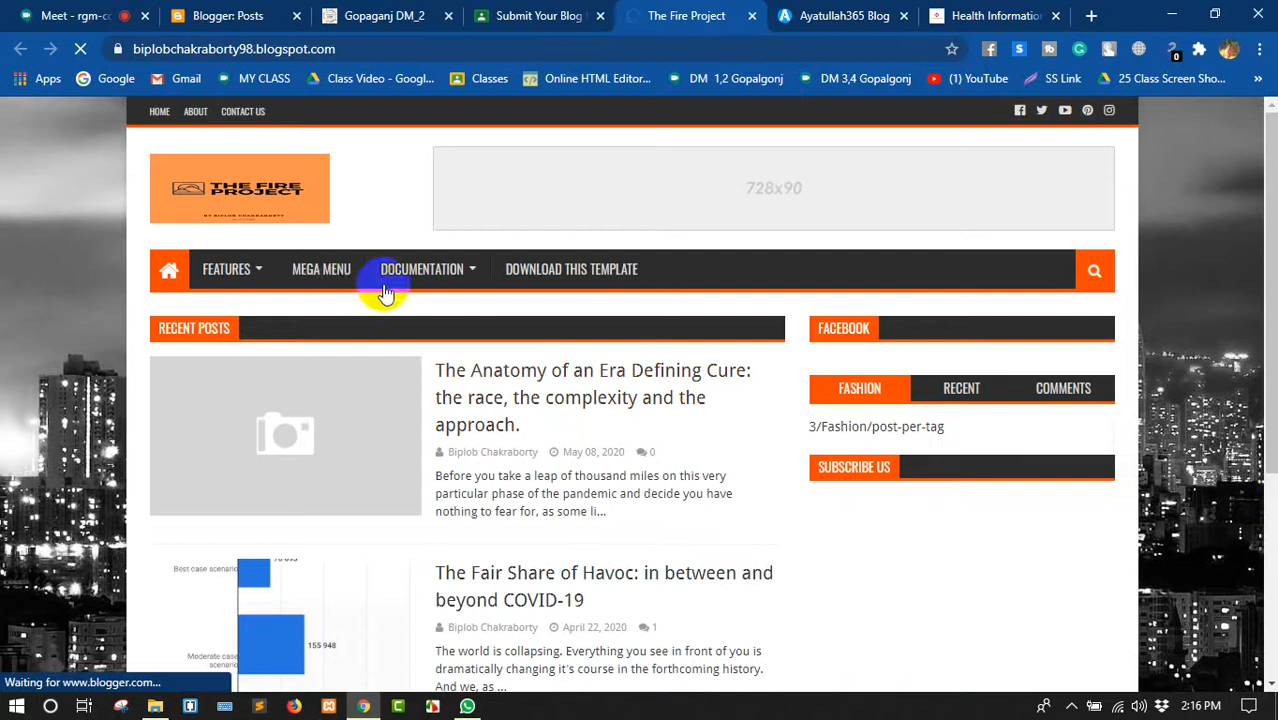 Meet - rgm-cc
Blogger: Posts
Gopaganj DM_2
Submit Your Blog
The Fire Project
Ayatullah365 Blog
Health Information
biplobchakraborty98.blogspot.com
0
Apps
Google
Gmail
MY CLASS
Class Video - Googl...
Classes
Online HTML Editor...
DM 1,2 Gopalgonj
DM 3,4 Gopalgonj
(1) YouTube
SS Link
25 Class Screen Sho...
HOME ABOUT CONTACT US
THE FIRE
PROJECT
BY BIPLOB CHAKRABORTY
728x90
FEATURES MEGA MENU DOCUMENTATION DOWNLOAD THIS TEMPLATE
RECENT POSTS
The Anatomy of an Era Defining Cure:
the race, the complexity and the
approach.
Biplob Chakraborty May 08, 2020 0
Before you take a leap of thousand miles on this very
particular phase of the pandemic and decide you have
nothing to fear for, as some li...
Best case scenario
Moderate case
scenario
155 948
The Fair Share of Havoc: in between and
beyond COVID-19
Biplob Chakraborty April 22, 2020 1
The world is collapsing. Everything you see in front of you is
dramatically changing it's course in the forthcoming history.
And we, as ...
FACEBOOK
FASHION RECENT COMMENTS
3/Fashion/post-per-tag
SUBSCRIBE US
Waiting for www.blogger.com...
2:16 PM